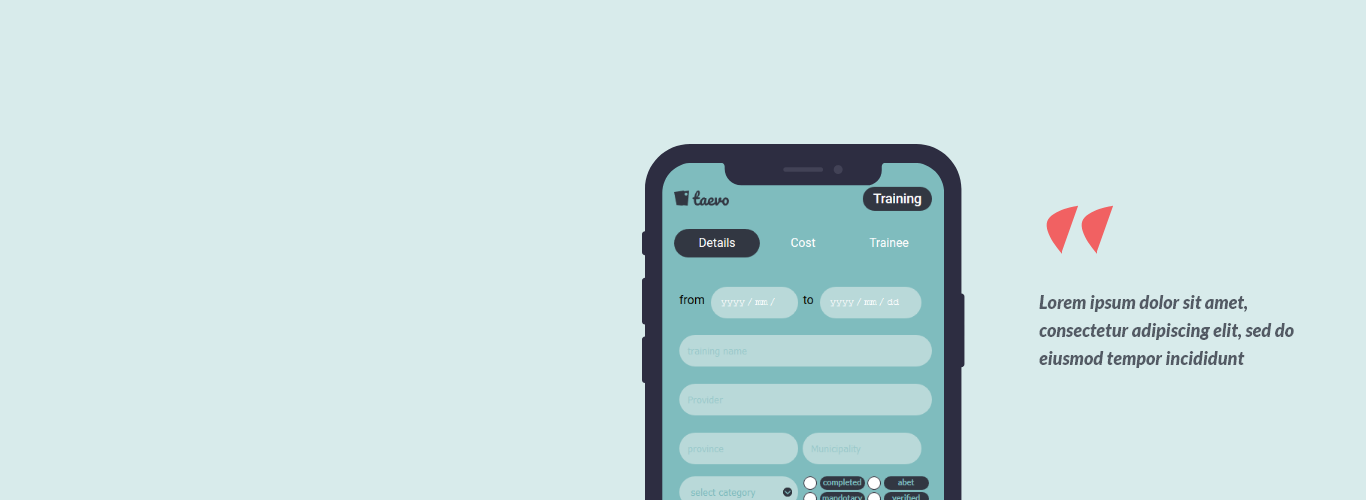 taevo
Training
Details Cost Trainee
from yyyy / mm / to yyyy / mm / dd
training name
Provider
province Municipality
select category
completed abet
mandotary verified
Lorem ipsum dolor sit amet,
consectetur adipiscing elit, sed do
eiusmod tempor incididunt